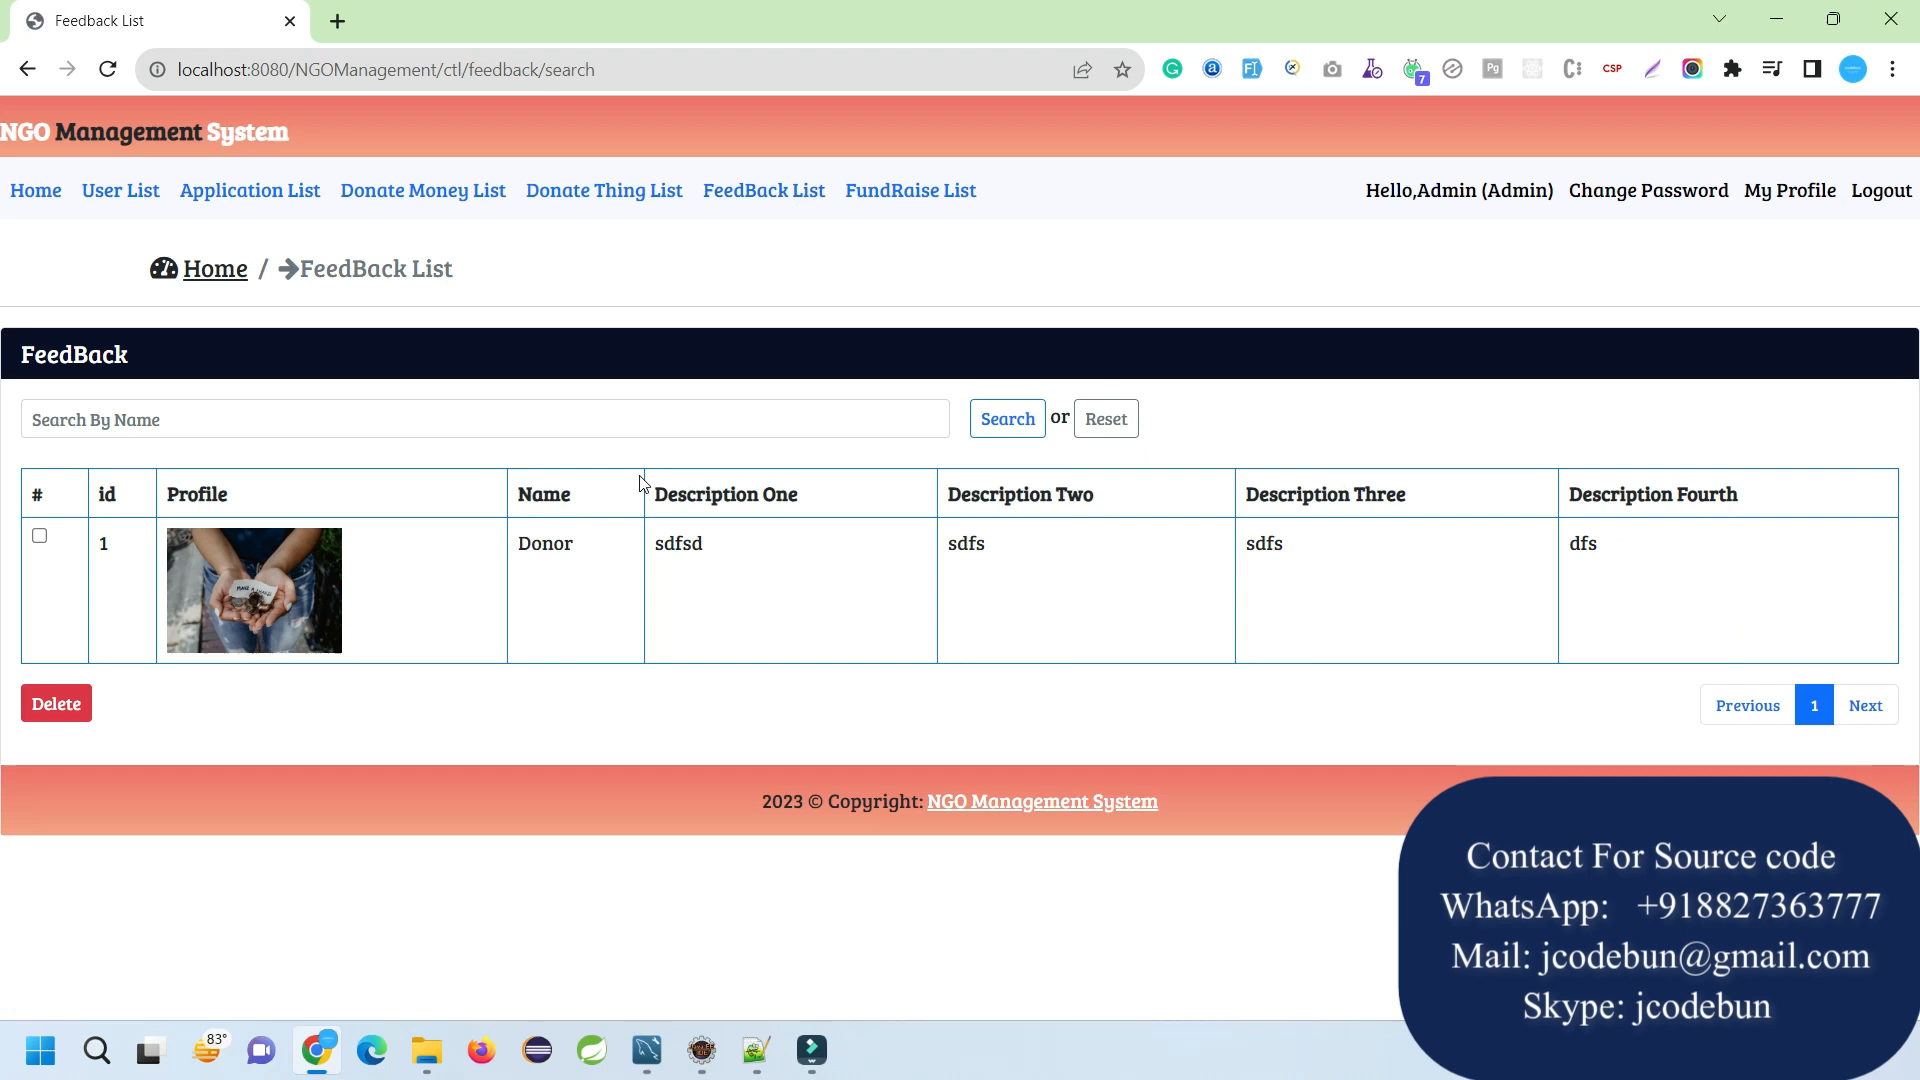 Feedback List
localhost:8080/NGOManagement/ctl/feedback/search
7
Pg
CSP
NGO Management System
Home User List Application List Donate Money List Donate Thing List FeedBack List FundRaise List
Hello,Admin (Admin) Change Password My Profile Logout
Home / FeedBack List
FeedBack
Search By Name
Search or Reset
# id Profile Name Description One Description Two Description Three Description Fourth
1 Donor sdfsd sdfs sdfs dfs
Delete
Previous 1 Next
2023 © Copyright: NGO Management System
Contact For Source code
WhatsApp: +918827363777
Mail: jcodebun@gmail.com
Skype: jcodebun
83°